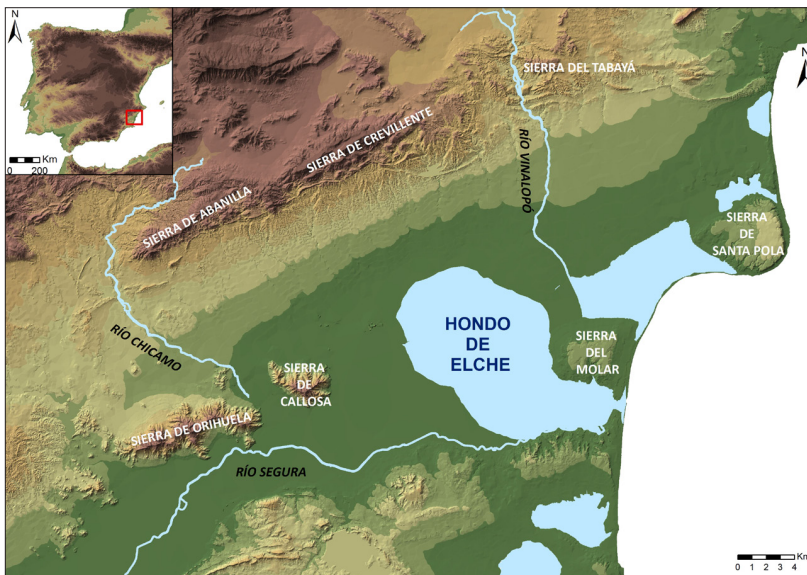 N
Km
0 200
N
SIERRA DEL TABAYÁ
SIERRA DE CREVILLENTE
RÍO VINALOPÓ
SIERRA DE ABANILLA
SIERRA
DE
SANTA POLA
HONDO
DE
ELCHE
RÍO CHICAMO
SIERRA
DEL
MOLAR
SIERRA
DE
CALLOSA
SIERRA DE ORIHUELA
RÍO SEGURA
Km
0 1 2 3 4